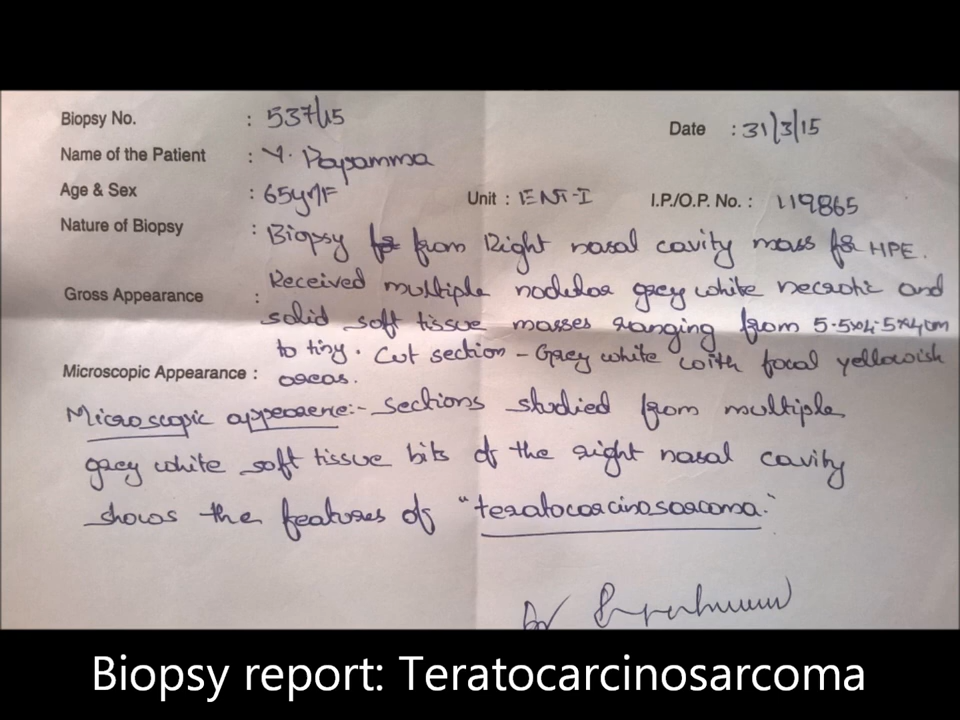 Biopsy No. : 537/15
Date : 31/3/15
Name of the Patient : Y. Papamma
Age & Sex : 65y/F
Unit : ENT-I I.P./O.P. No. : 119865
Nature of Biopsy : Biopsy from Right nasal cavity mass for HPE.
Gross Appearance : Received multiple nodular grey white necrotic and
solid soft tissue masses ranging from 5.5x4.5x4cm
to tiny. Cut section - Grey white with focal yellowish
Microscopic Appearance : areas.
Microscopic appearence:- sections studied from multiple
grey white soft tissue bits of the right nasal cavity
shows the features of "teratocarcinosarcoma."
Dr
Biopsy report: Teratocarcinosarcoma